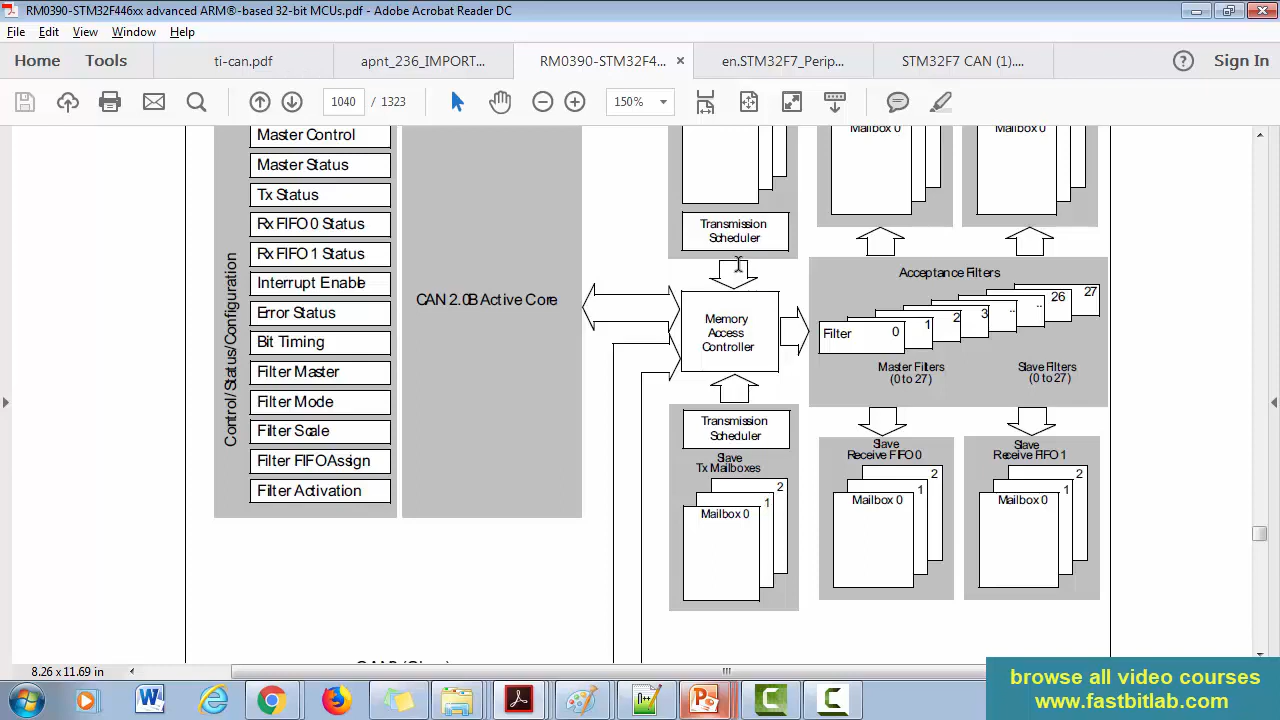 RM0390-STM32F446xx advanced ARM®-based 32-bit MCUs.pdf - Adobe Acrobat Reader DC
File Edit View Window Help
Home Tools ti-can.pdf apnt_236_IMPORT... RM0390-STM32F4... × en.STM32F7_Perip... STM32F7 CAN (1).... Sign In
1040 / 1323 150%
Control/Status/Configuration
Master Control
Master Status
Tx Status
Rx FIFO 0 Status
Rx FIFO 1 Status
Interrupt Enable
Error Status
Bit Timing
Filter Master
Filter Mode
Filter Scale
Filter FIFO Assign
Filter Activation
CAN 2.0B Active Core
Transmission
Scheduler
Memory
Access
Controller
Transmission
Scheduler
Slave
Tx Mailboxes
2
1
Mailbox 0
Mailbox 0
Mailbox 0
Acceptance Filters
Filter 0 1 2 3 .. .. 26 27
Master Filters
(0 to 27)
Slave Filters
(0 to 27)
Slave
Receive FIFO 0
2
1
Mailbox 0
Slave
Receive FIFO 1
2
1
Mailbox 0
8.26 x 11.69 in
browse all video courses
www.fastbitlab.com